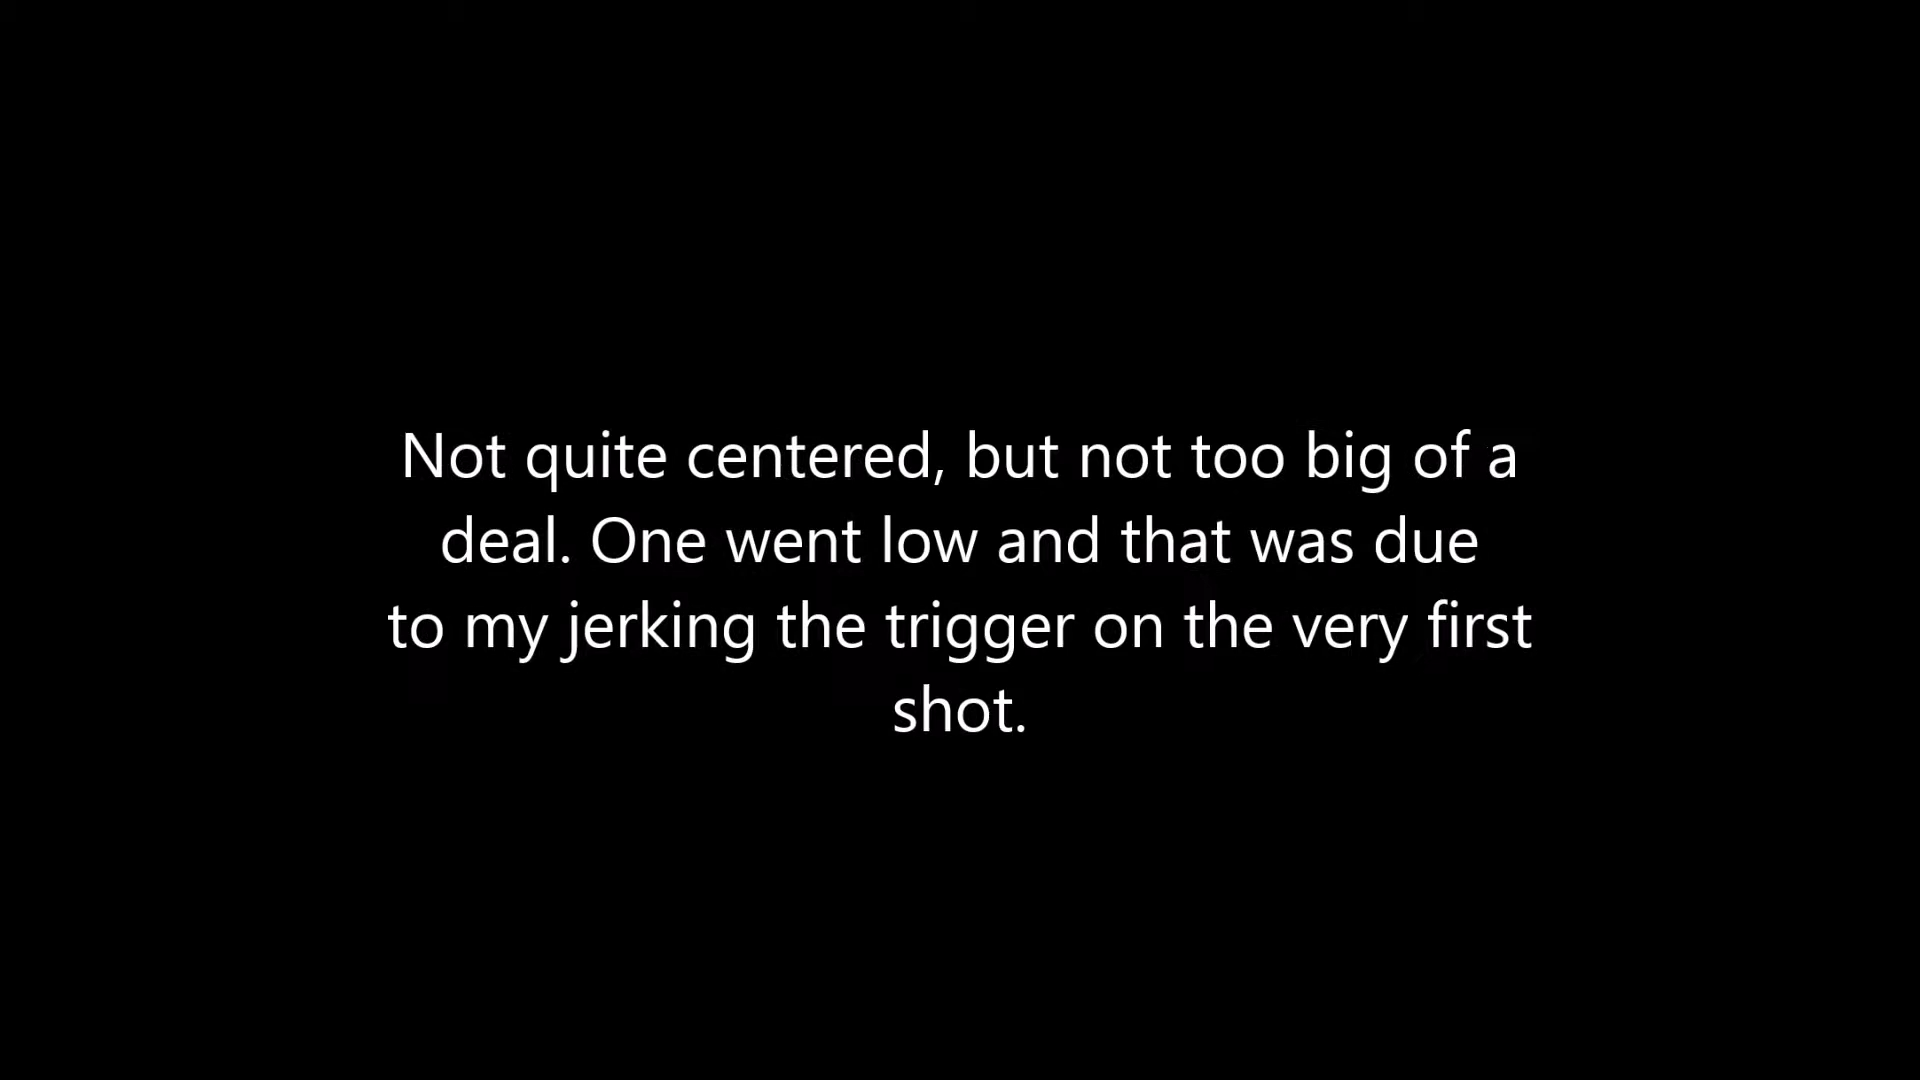 Not quite centered, but not too big of a
deal. One went low and that was due
to my jerking the trigger on the very first
shot.